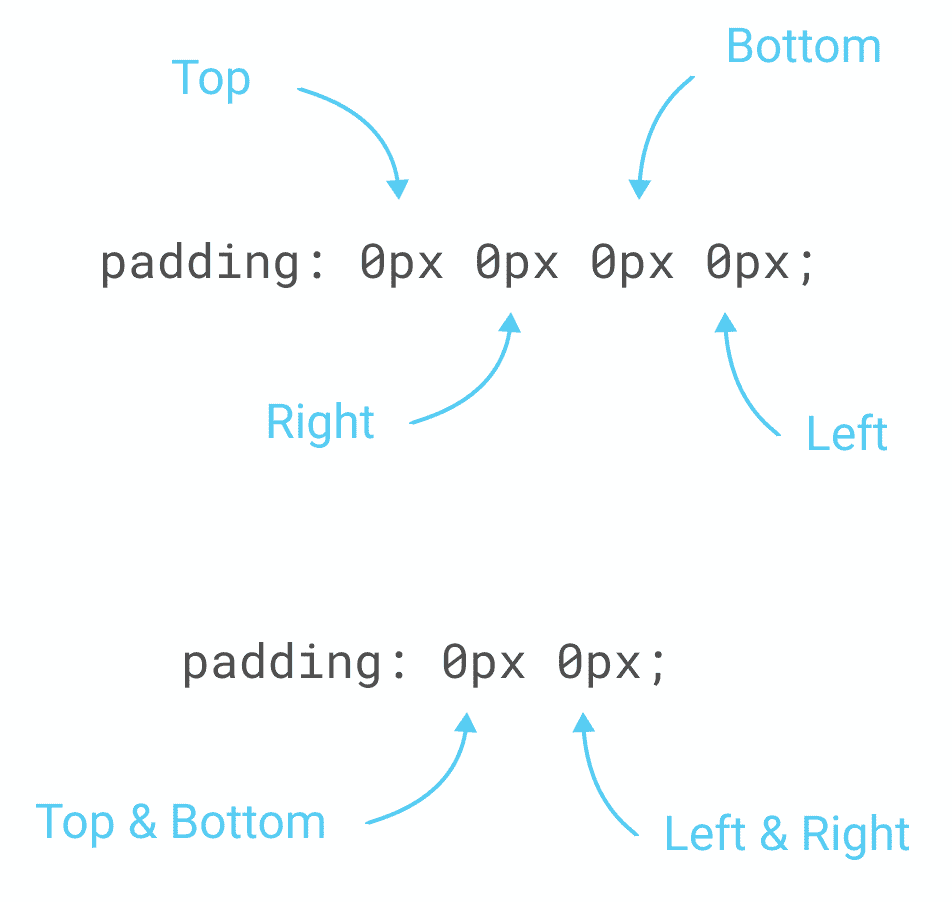 Top
Bottom
padding: 0px 0px 0px 0px;
Right
Left
padding: 0px 0px;
Top & Bottom
Left & Right